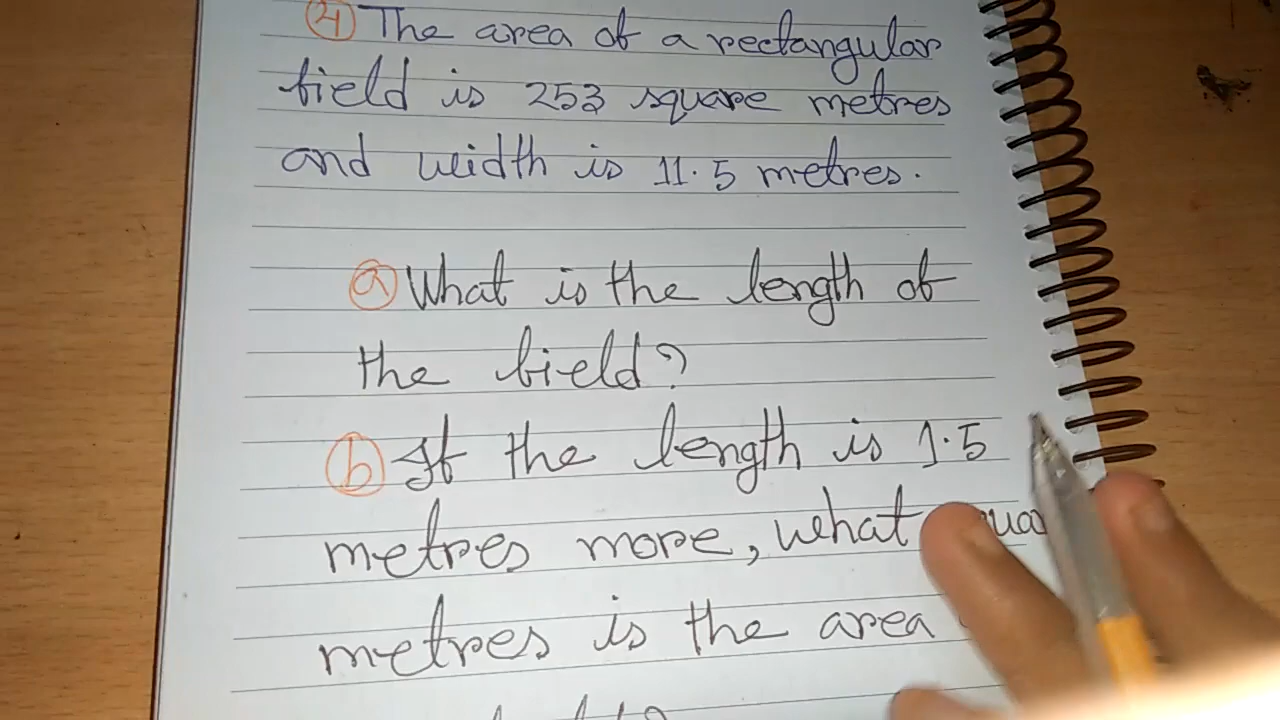 4 The area of a rectangular
field is 253 square metres
and width is 11.5 metres.
a What is the length of
the field?
b If the length is 1.5
metres more, what
metres is the area